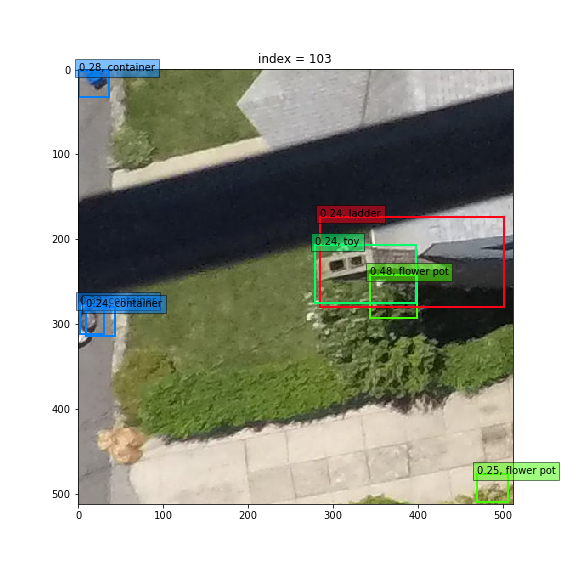 index = 103
0.28, container
0.24, ladder
0.24, toy
0.48, flower pot
0.24, container
0.25, flower pot
0
100
200
300
400
500
0
100
200
300
400
500